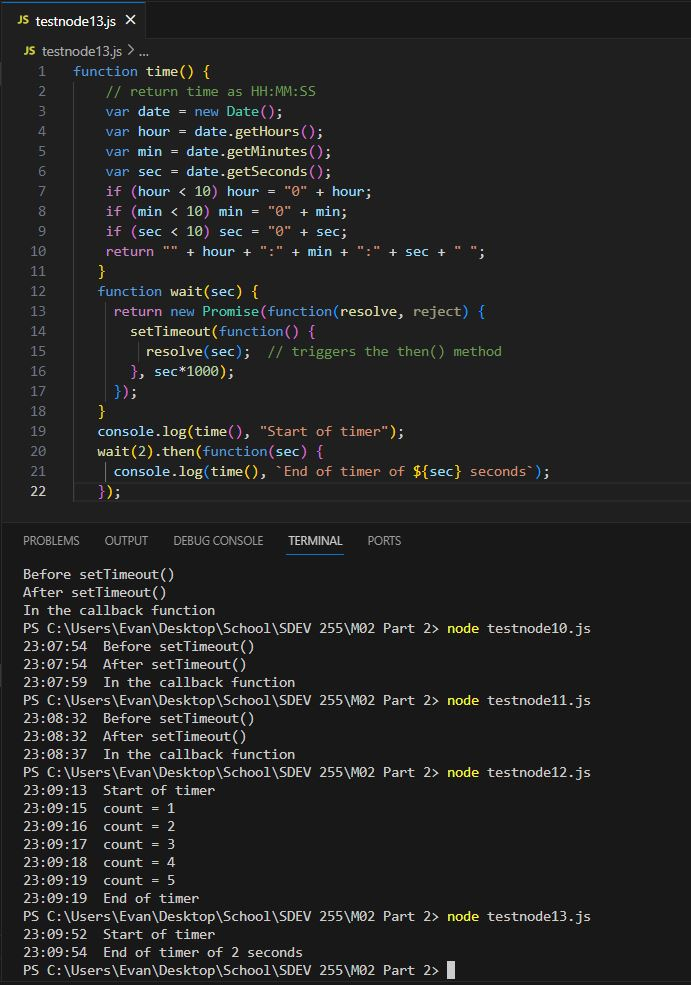 JS testnode13.js ✕
JS testnode13.js > ...
1 function time() {
2 // return time as HH:MM:SS
3 var date = new Date();
4 var hour = date.getHours();
5 var min = date.getMinutes();
6 var sec = date.getSeconds();
7 if (hour < 10) hour = "0" + hour;
8 if (min < 10) min = "0" + min;
9 if (sec < 10) sec = "0" + sec;
10 return "" + hour + ":" + min + ":" + sec + " ";
11 }
12 function wait(sec) {
13 return new Promise(function(resolve, reject) {
14 setTimeout(function() {
15 resolve(sec);  // triggers the then() method
16 }, sec*1000);
17 });
18 }
19 console.log(time(), "Start of timer");
20 wait(2).then(function(sec) {
21 console.log(time(), `End of timer of ${sec} seconds`);
22 });
PROBLEMS OUTPUT DEBUG CONSOLE TERMINAL PORTS
Before setTimeout()
After setTimeout()
In the callback function
PS C:\Users\Evan\Desktop\School\SDEV 255\M02 Part 2> node testnode10.js
23:07:54  Before setTimeout()
23:07:54  After setTimeout()
23:07:59  In the callback function
PS C:\Users\Evan\Desktop\School\SDEV 255\M02 Part 2> node testnode11.js
23:08:32  Before setTimeout()
23:08:32  After setTimeout()
23:08:37  In the callback function
PS C:\Users\Evan\Desktop\School\SDEV 255\M02 Part 2> node testnode12.js
23:09:13  Start of timer
23:09:15  count = 1
23:09:16  count = 2
23:09:17  count = 3
23:09:18  count = 4
23:09:19  count = 5
23:09:19  End of timer
PS C:\Users\Evan\Desktop\School\SDEV 255\M02 Part 2> node testnode13.js
23:09:52  Start of timer
23:09:54  End of timer of 2 seconds
PS C:\Users\Evan\Desktop\School\SDEV 255\M02 Part 2>